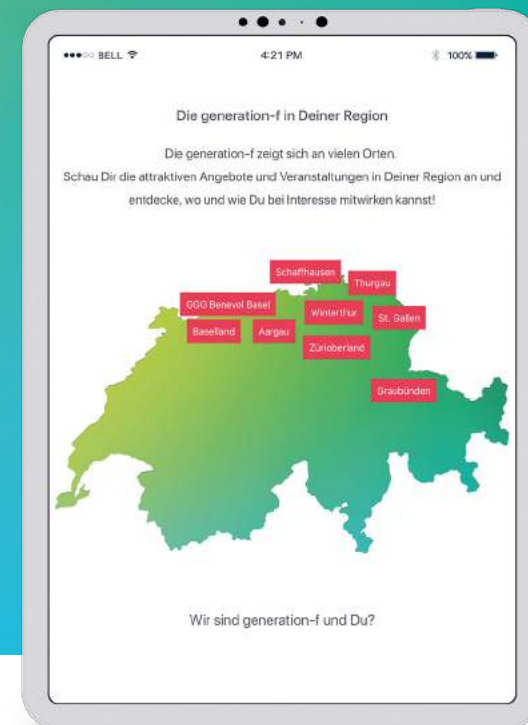 BELL 4:21 PM 100%
Die generation-f in Deiner Region
Die generation-f zeigt sich an vielen Orten.
Schau Dir die attraktiven Angebote und Veranstaltungen in Deiner Region an und
entdecke, wo und wie Du bei Interesse mitwirken kannst!
Schaffhausen
Thurgau
GGG Benevol Basel
Winterthur
St. Gallen
Baselland
Aargau
Zürioberland
Graubünden
Wir sind generation-f und Du?